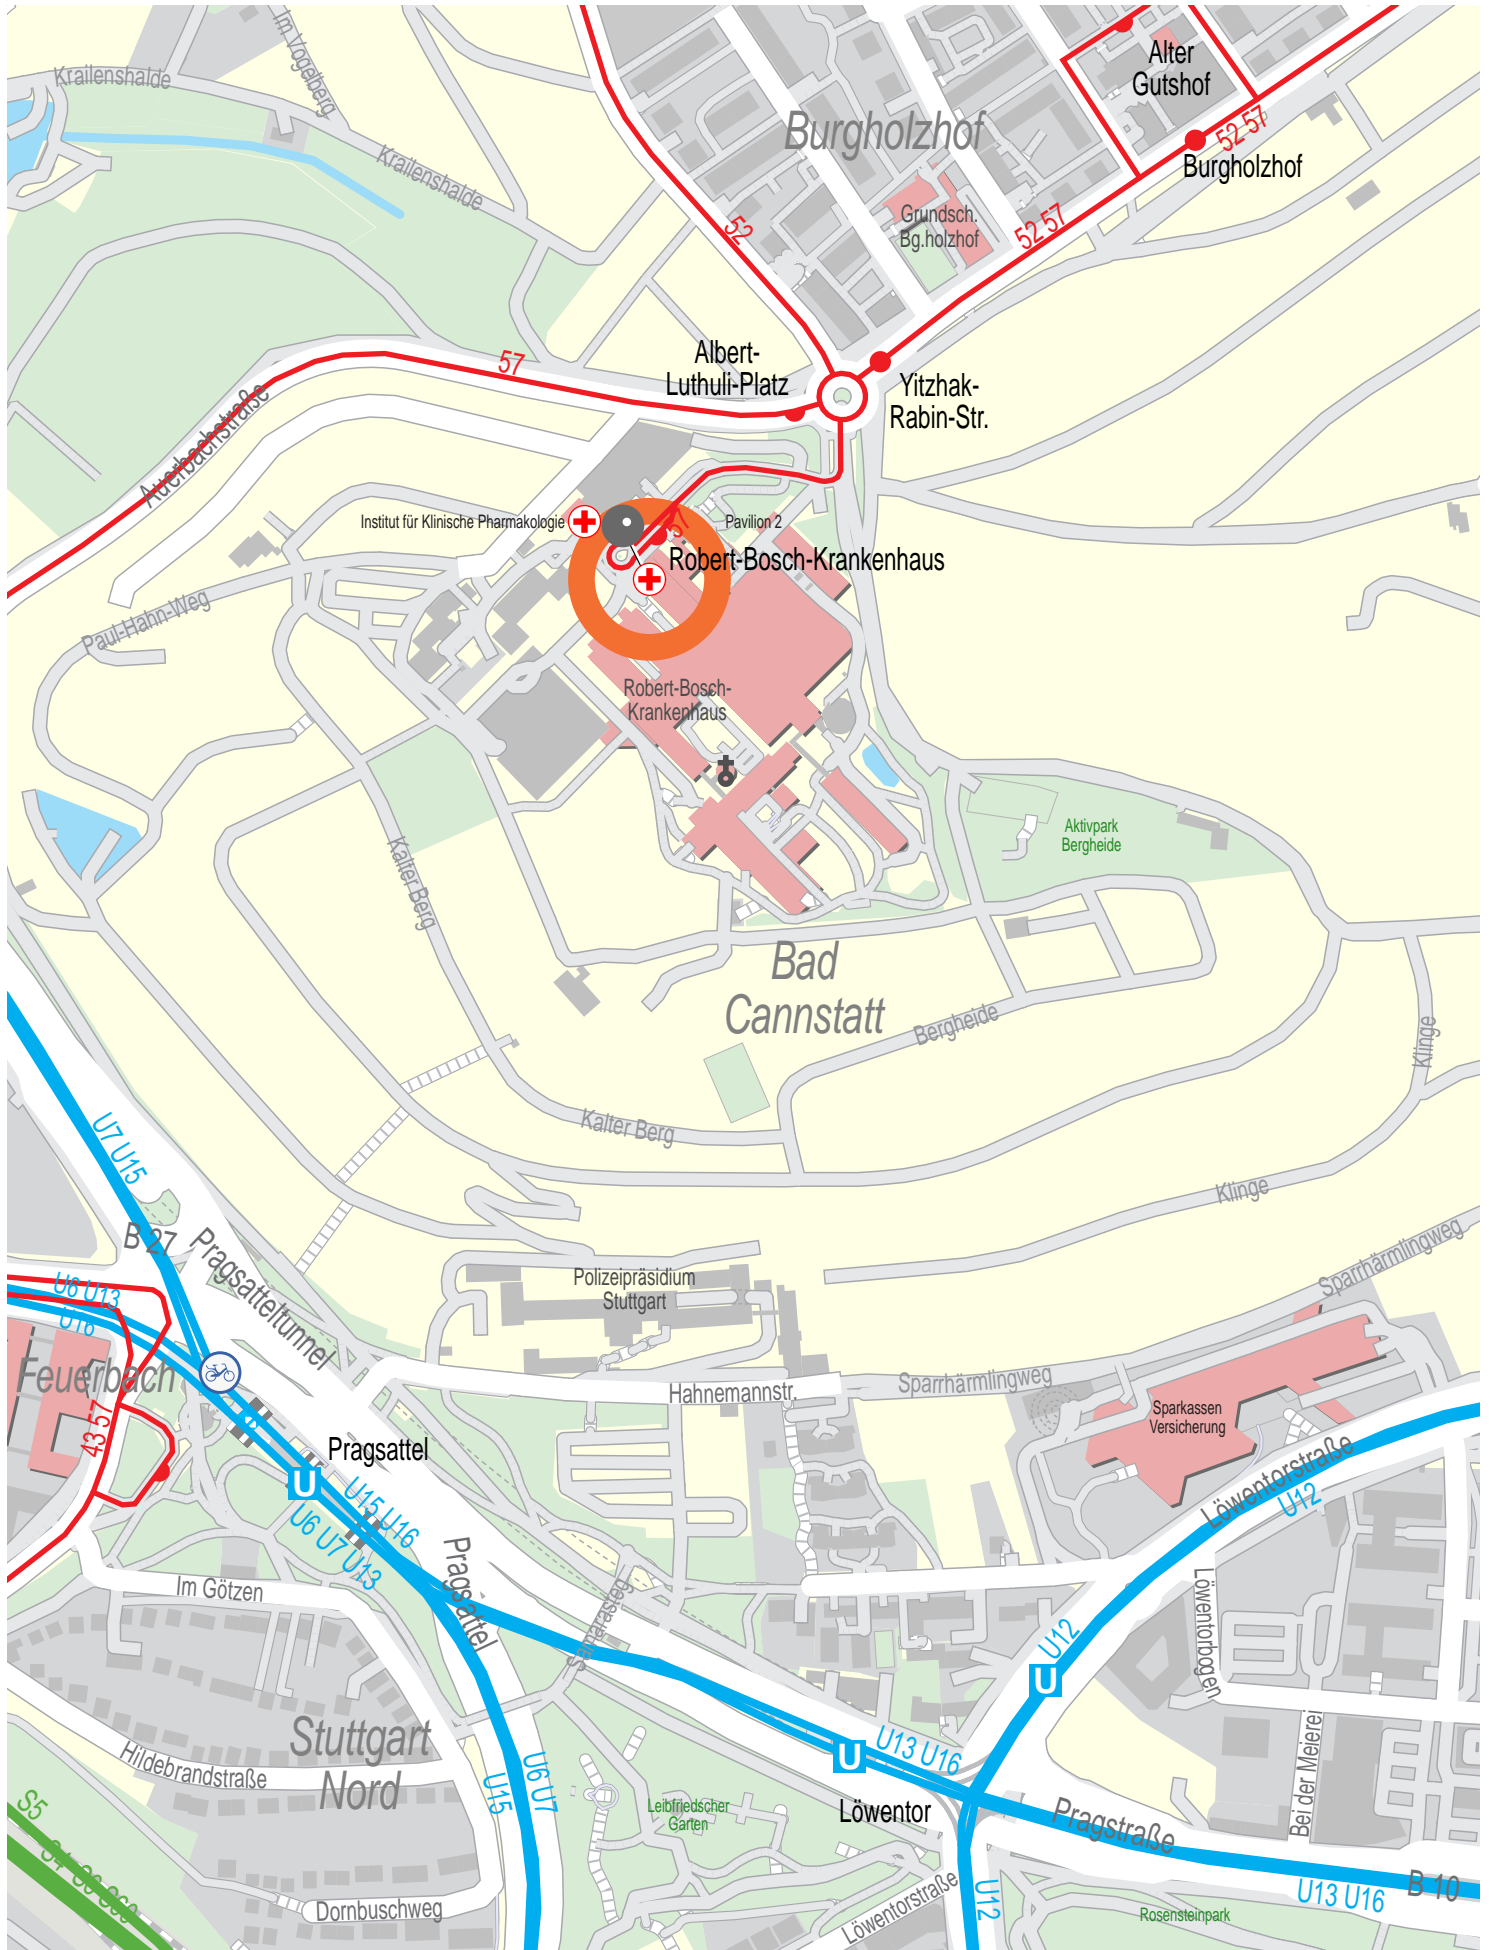 Alter
Gutshof
Krailenshalde
Im Vogelberg
Burgholzhof
52 57
Burgholzhof
Krailenshalde
Grundsch.
Bg.holzhof
52
52 57
57
Albert-
Luthuli-Platz
Yitzhak-
Rabin-Str.
Auerbachstraße
Institut für Klinische Pharmakologie
57
Pavilion 2
Robert-Bosch-Krankenhaus
Paul-Hahn-Weg
Robert-Bosch-
Krankenhaus
Aktivpark
Bergheide
Kalter Berg
Bad
Cannstatt
Bergheide
Klinge
Kalter Berg
U7 U15
Klinge
B 27
Pragsatteltunnel
Sparrhärmlingweg
Polizeipräsidium
Stuttgart
U6 U13
U16
Feuerbach
Hahnemannstr.
Sparrhärmlingweg
Sparkassen
Versicherung
43 57
Pragsattel
U
U15 U16
U6 U7 U13
Löwentorstraße
U12
Pragsattel
Im Götzen
Samarasteg
Löwentorbogen
U12
U
Stuttgart
Nord
Hildebrandstraße
U13 U16
U
Bei der Meierei
U6 U7
U15
Leibfriedscher
Garten
Löwentor
Pragstraße
S5
Dornbuschweg
Löwentorstraße
U12
U13 U16
B 10
Rosensteinpark